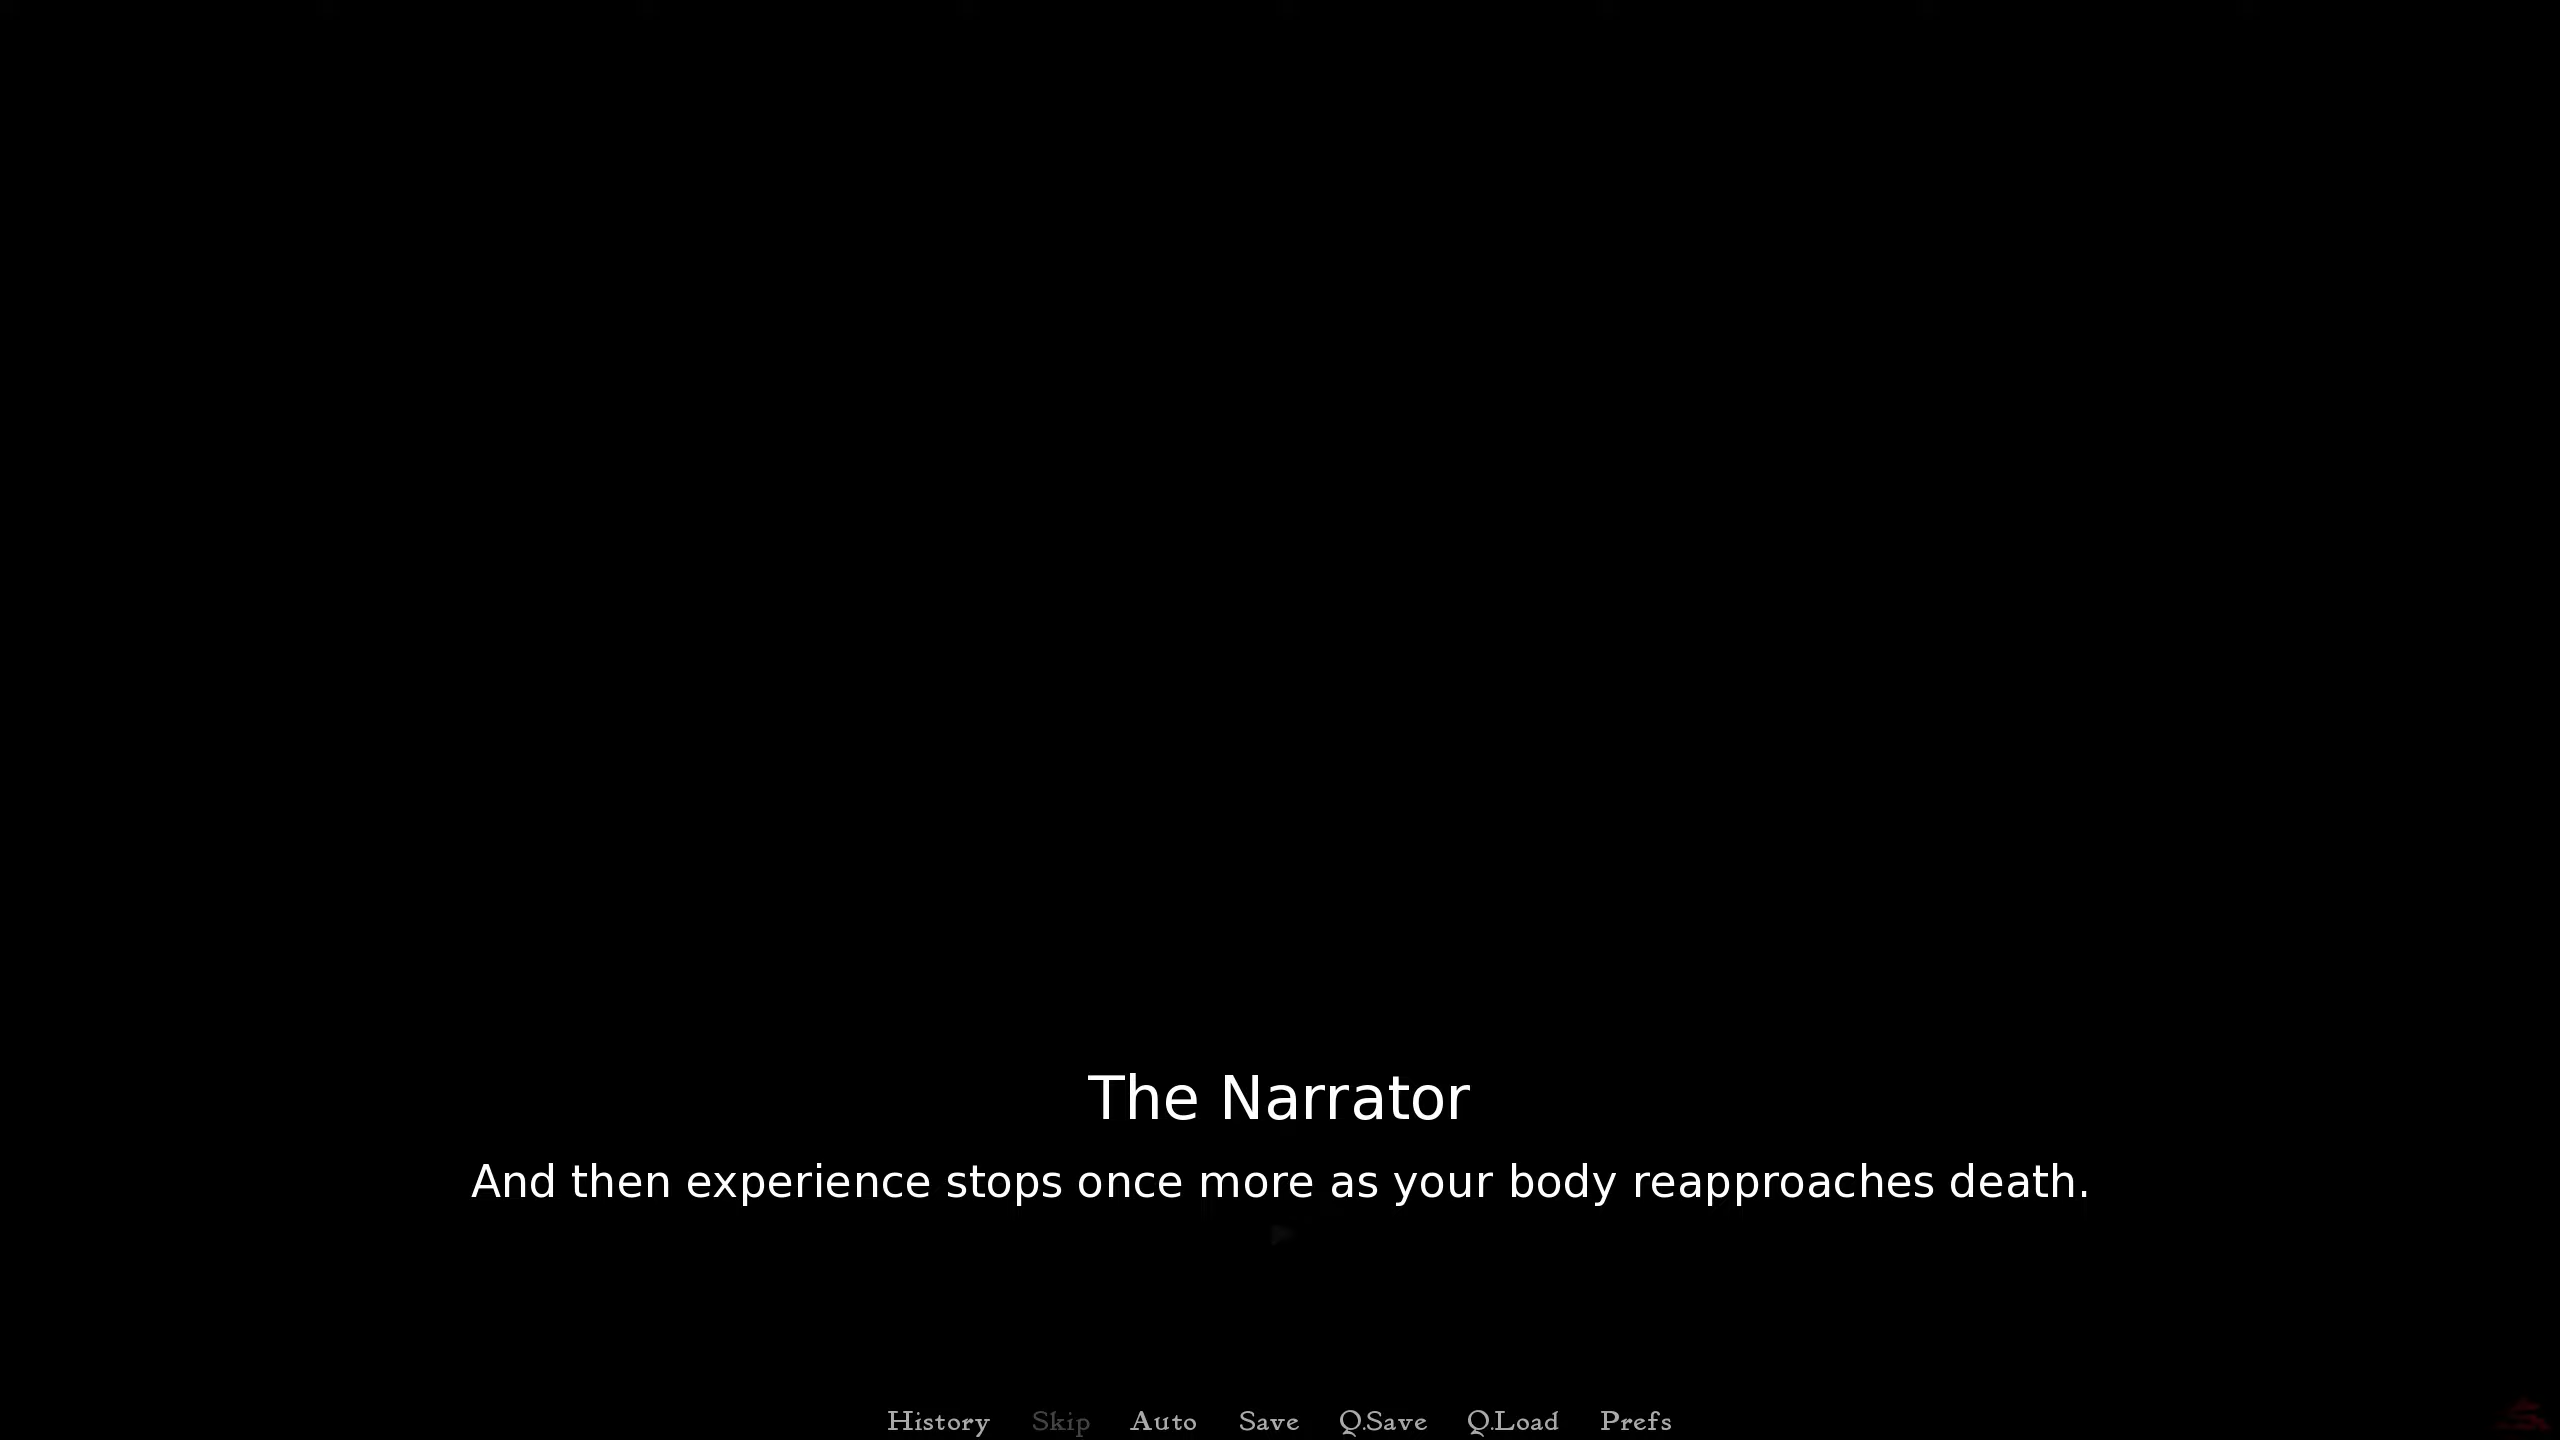 The Narrator
And then experience stops once more as your body reapproaches death.
History Skip Auto Save Q.Save Q.Load Prefs